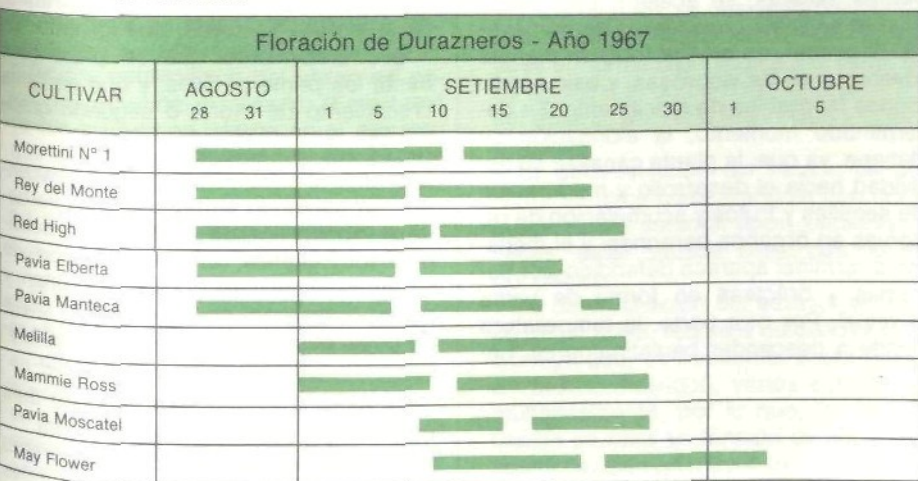 Floración de Durazneros - Año 1967
CULTIVAR AGOSTO SETIEMBRE OCTUBRE
28 31 1 5 10 15 20 25 30 1 5
Morettini Nº 1
Rey del Monte
Red High
Pavia Elberta
Pavia Manteca
Melilla
Mammie Ross
Pavia Moscatel
May Flower